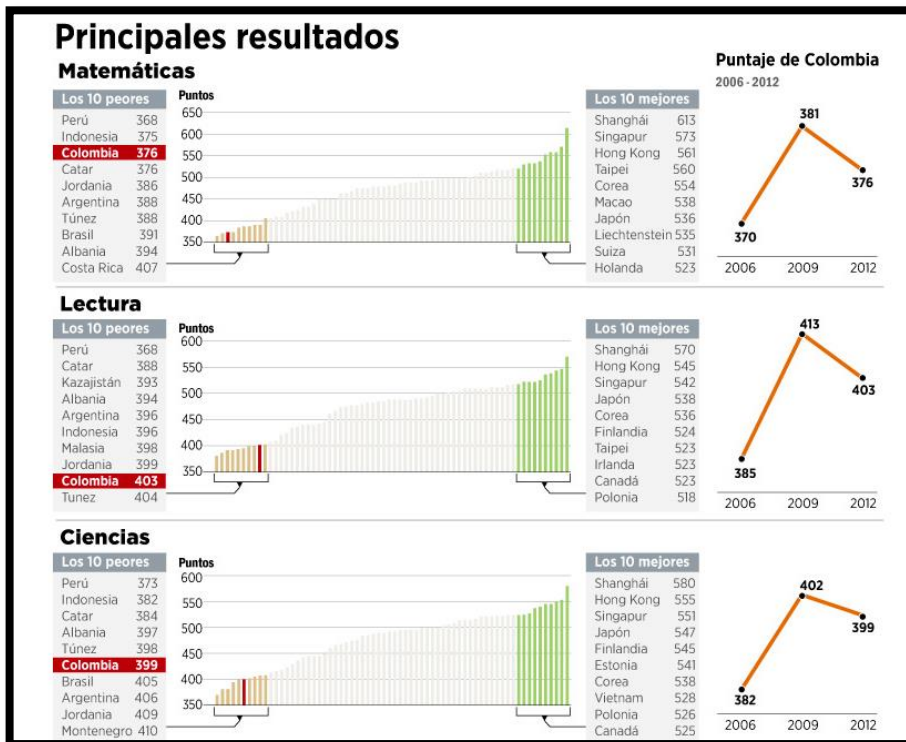 Principales resultados
Matemáticas
Los 10 peores
Perú 368
Indonesia 375
Colombia 376
Catar 376
Jordania 386
Argentina 388
Túnez 388
Brasil 391
Albania 394
Costa Rica 407
Puntos
650
600
550
500
450
400
350
Los 10 mejores
Shanghái 613
Singapur 573
Hong Kong 561
Taipei 560
Corea 554
Macao 538
Japón 536
Liechtenstein 535
Suiza 531
Holanda 523
Puntaje de Colombia
2006 - 2012
381
376
370
2006 2009 2012
Lectura
Los 10 peores
Perú 368
Catar 388
Kazajistán 393
Albania 394
Argentina 396
Indonesia 396
Malasia 398
Jordania 399
Colombia 403
Tunez 404
Puntos
600
550
500
450
400
350
Los 10 mejores
Shanghái 570
Hong Kong 545
Singapur 542
Japón 538
Corea 536
Finlandia 524
Taipei 523
Irlanda 523
Canadá 523
Polonia 518
413
403
385
2006 2009 2012
Ciencias
Los 10 peores
Perú 373
Indonesia 382
Catar 384
Albania 397
Túnez 398
Colombia 399
Brasil 405
Argentina 406
Jordania 409
Montenegro 410
Puntos
600
550
500
450
400
350
Los 10 mejores
Shanghái 580
Hong Kong 555
Singapur 551
Japón 547
Finlandia 545
Estonia 541
Corea 538
Vietnam 528
Polonia 526
Canadá 525
402
399
382
2006 2009 2012